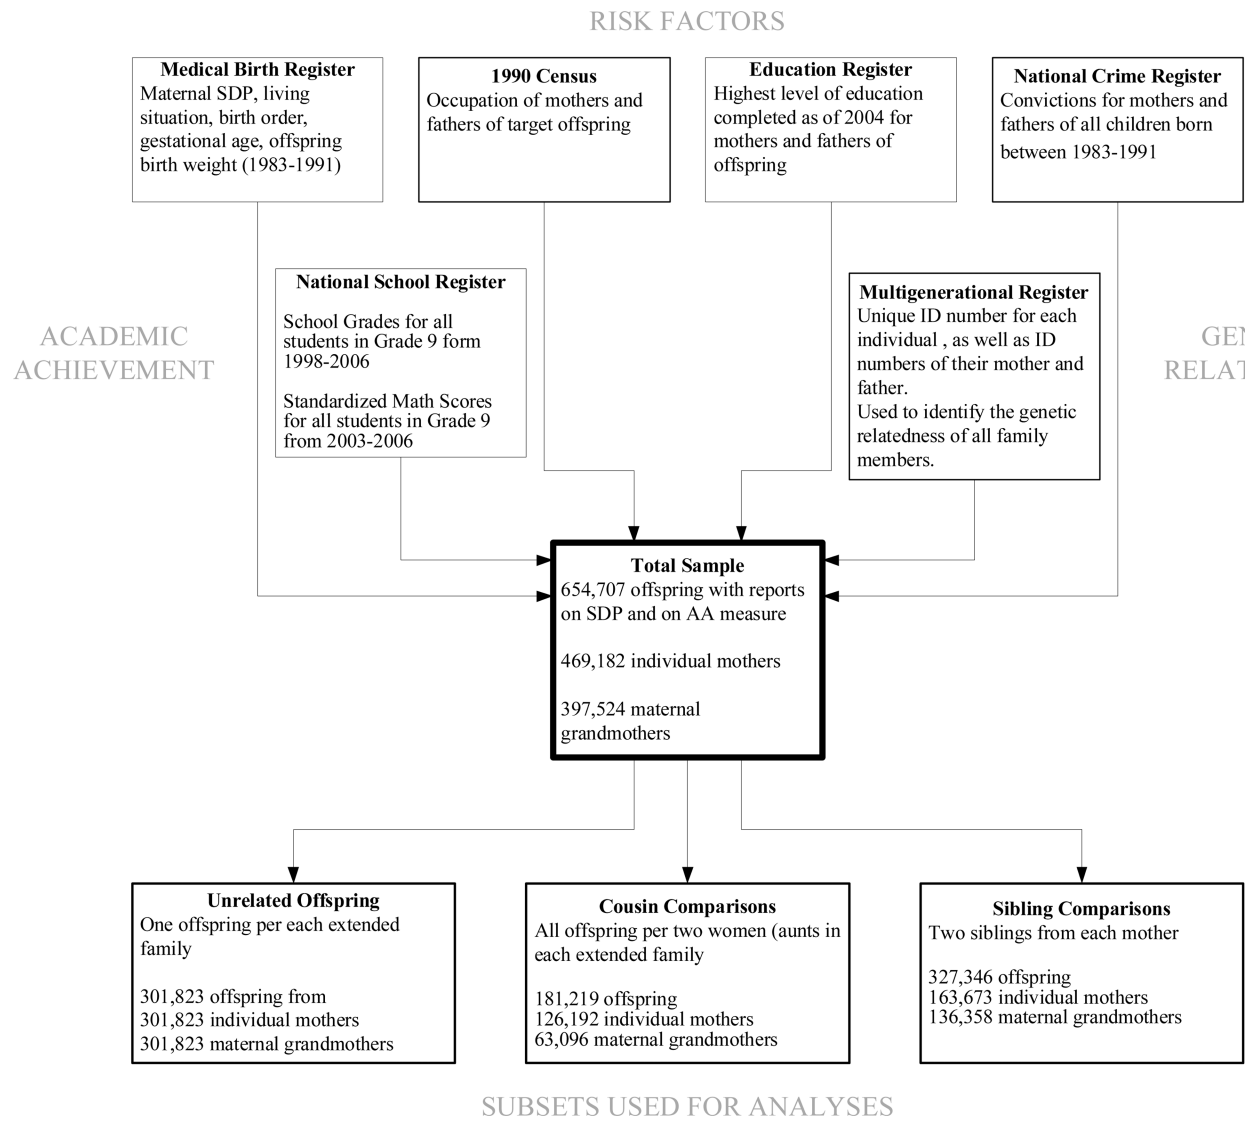 RISK FACTORS
Medical Birth Register
Maternal SDP, living
situation, birth order,
gestational age, offspring
birth weight (1983-1991)
1990 Census
Occupation of mothers and
fathers of target offspring
Education Register
Highest level of education
completed as of 2004 for
mothers and fathers of
offspring
National Crime Register
Convictions for mothers and
fathers of all children born
between 1983-1991
ACADEMIC
ACHIEVEMENT
National School Register
School Grades for all
students in Grade 9 form
1998-2006
Standardized Math Scores
for all students in Grade 9
from 2003-2006
Multigenerational Register
Unique ID number for each
individual , as well as ID
numbers of their mother and
father.
Used to identify the genetic
relatedness of all family
members.
GEN
RELAT
Total Sample
654,707 offspring with reports
on SDP and on AA measure
469,182 individual mothers
397,524 maternal
grandmothers
Unrelated Offspring
One offspring per each extended
family
301,823 offspring from
301,823 individual mothers
301,823 maternal grandmothers
Cousin Comparisons
All offspring per two women (aunts in
each extended family
181,219 offspring
126,192 individual mothers
63,096 maternal grandmothers
Sibling Comparisons
Two siblings from each mother
327,346 offspring
163,673 individual mothers
136,358 maternal grandmothers
SUBSETS USED FOR ANALYSES